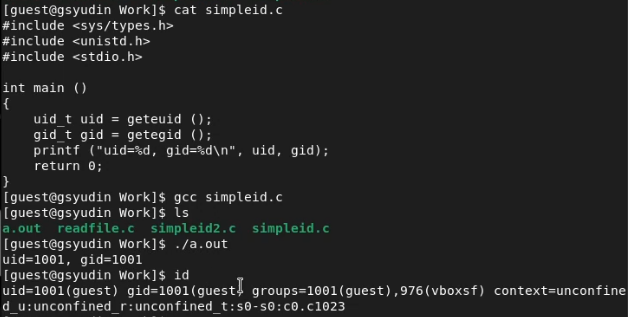 [guest@gsyudin Work]$ cat simpleid.c
#include <sys/types.h>
#include <unistd.h>
#include <stdio.h>

int main ()
{
    uid_t uid = geteuid ();
    gid_t gid = getegid ();
    printf ("uid=%d, gid=%d\n", uid, gid);
    return 0;
}
[guest@gsyudin Work]$ gcc simpleid.c
[guest@gsyudin Work]$ ls
a.out  readfile.c  simpleid2.c  simpleid.c
[guest@gsyudin Work]$ ./a.out
uid=1001, gid=1001
[guest@gsyudin Work]$ id
uid=1001(guest) gid=1001(guest) groups=1001(guest),976(vboxsf) context=unconfine
d_u:unconfined_r:unconfined_t:s0-s0:c0.c1023